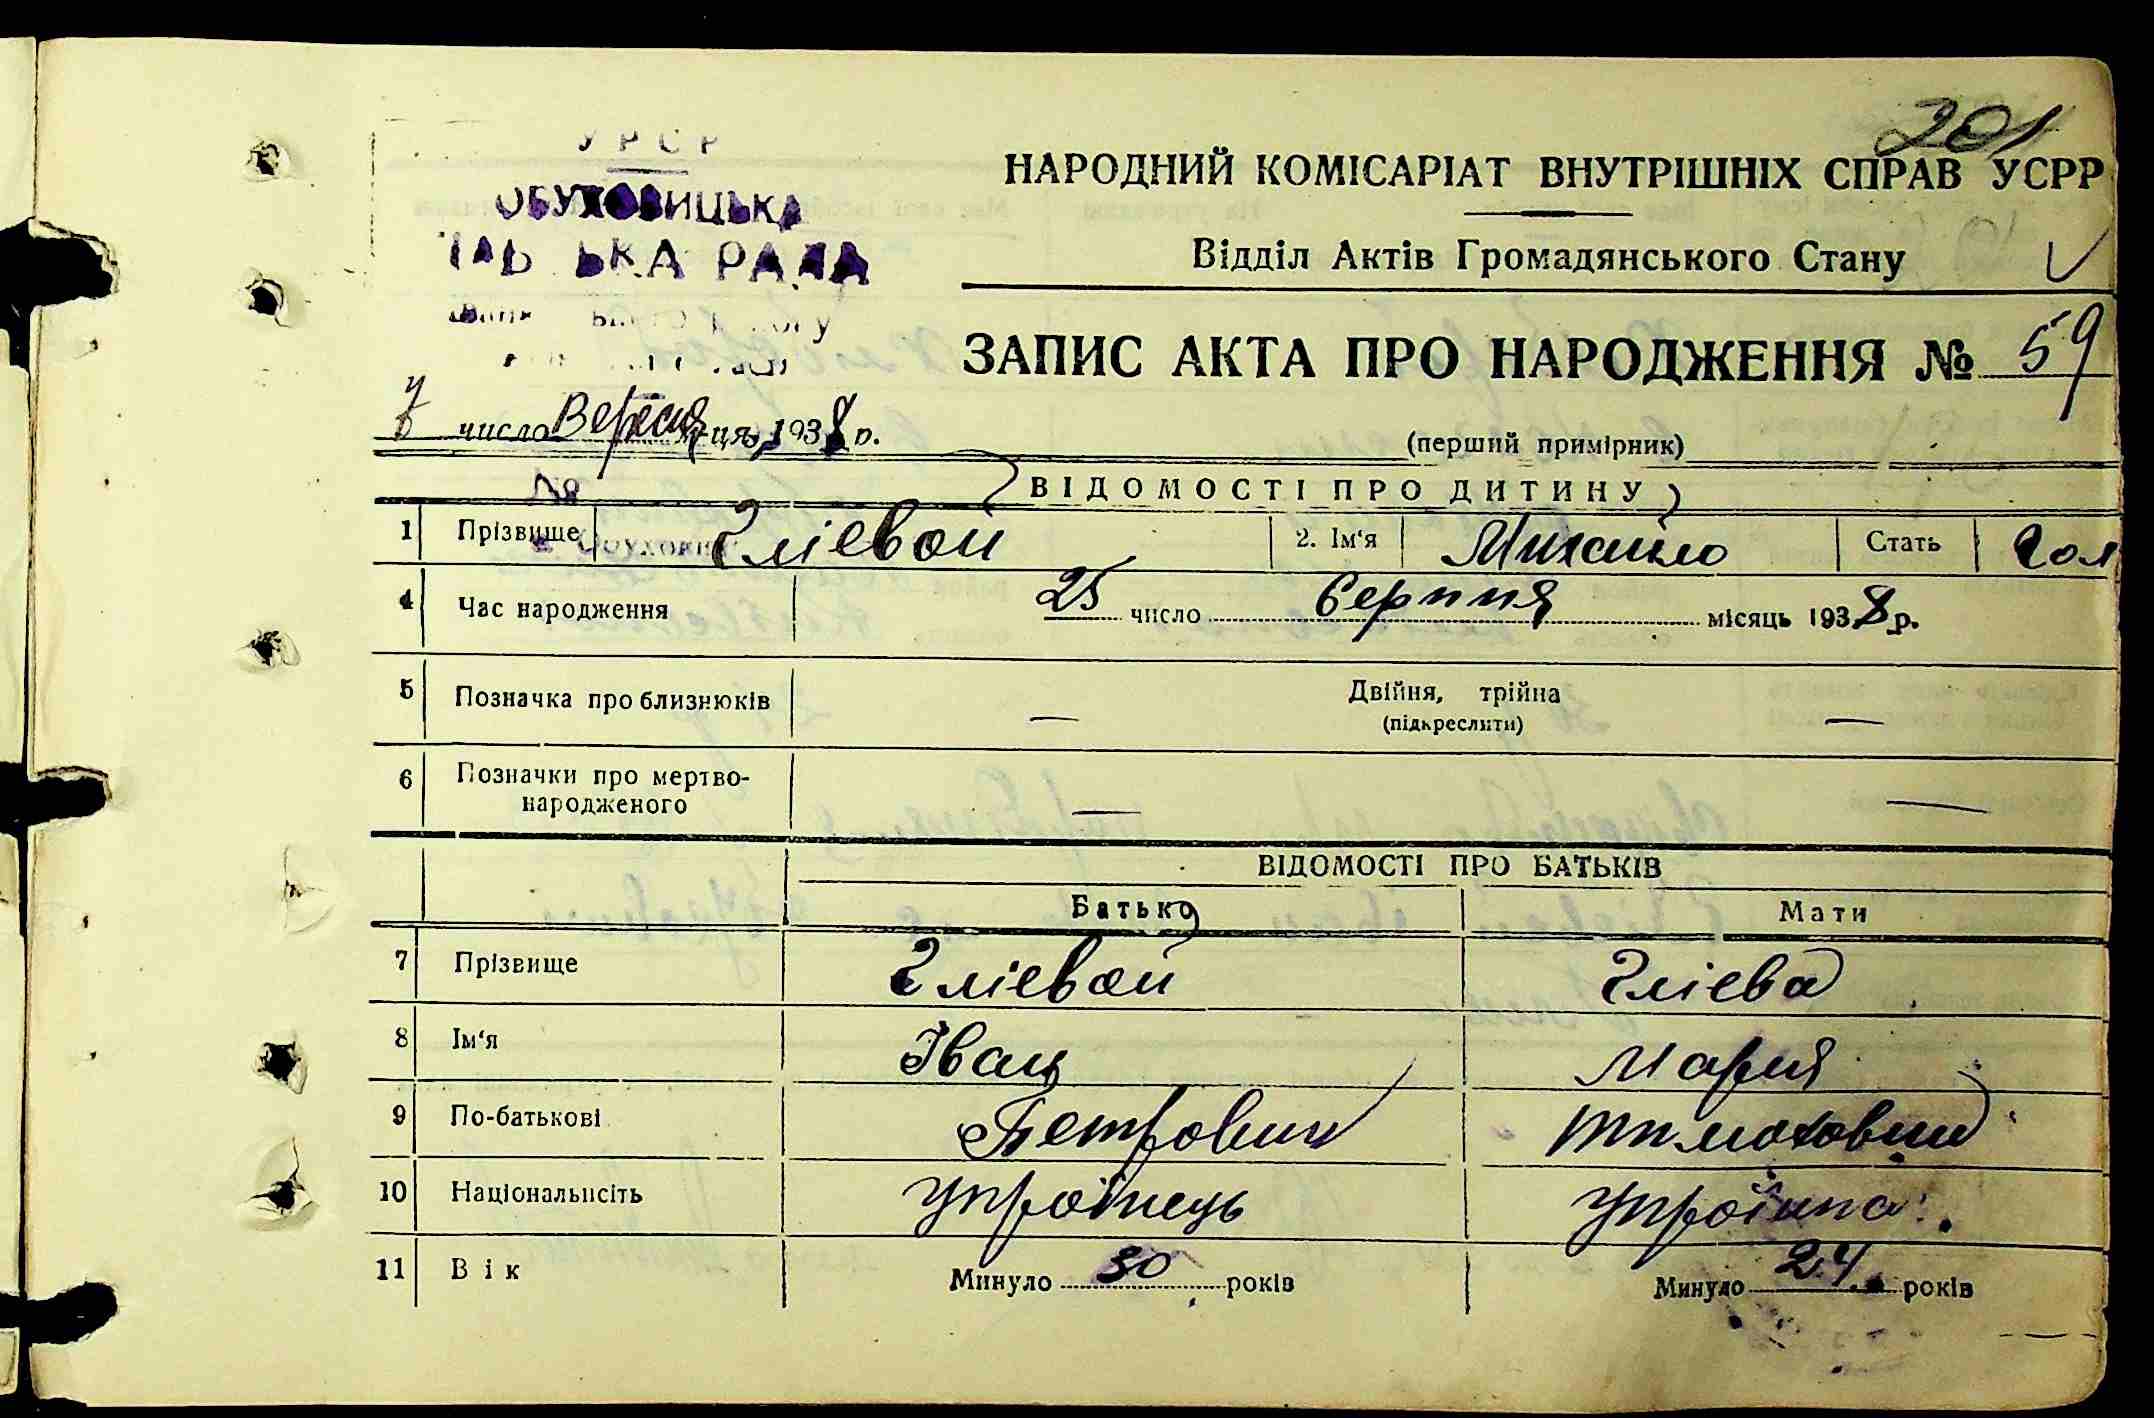 201
УРСР
НАРОДНИЙ КОМІСАРІАТ ВНУТРІШНІХ СПРАВ УСРР
ОБУХОВИЦЬКА
Відділ Актів Громадянського Стану
РАДА
ЗАПИС АКТА ПРО НАРОДЖЕННЯ № 59
число Вересня 1938 р.
(перший примірник)
ВІДОМОСТІ ПРО ДИТИНУ
1 Прізвище Глієвой 2. Ім'я Михайло Стать чол
4 Час народження 25 число Серпня місяць 1938 р.
5 Позначка про близнюків — Двійня, трійна —
(підкреслити)
6 Позначки про мертво-
народженого — —
ВІДОМОСТІ ПРО БАТЬКІВ
Батько Мати
7 Прізвище Глієвой Глієва
8 Ім'я Іван Мария
9 По-батькові Петрович
10 Національність Україне́ць Українка
11 Вік Минуло 30 років Минуло 24 років